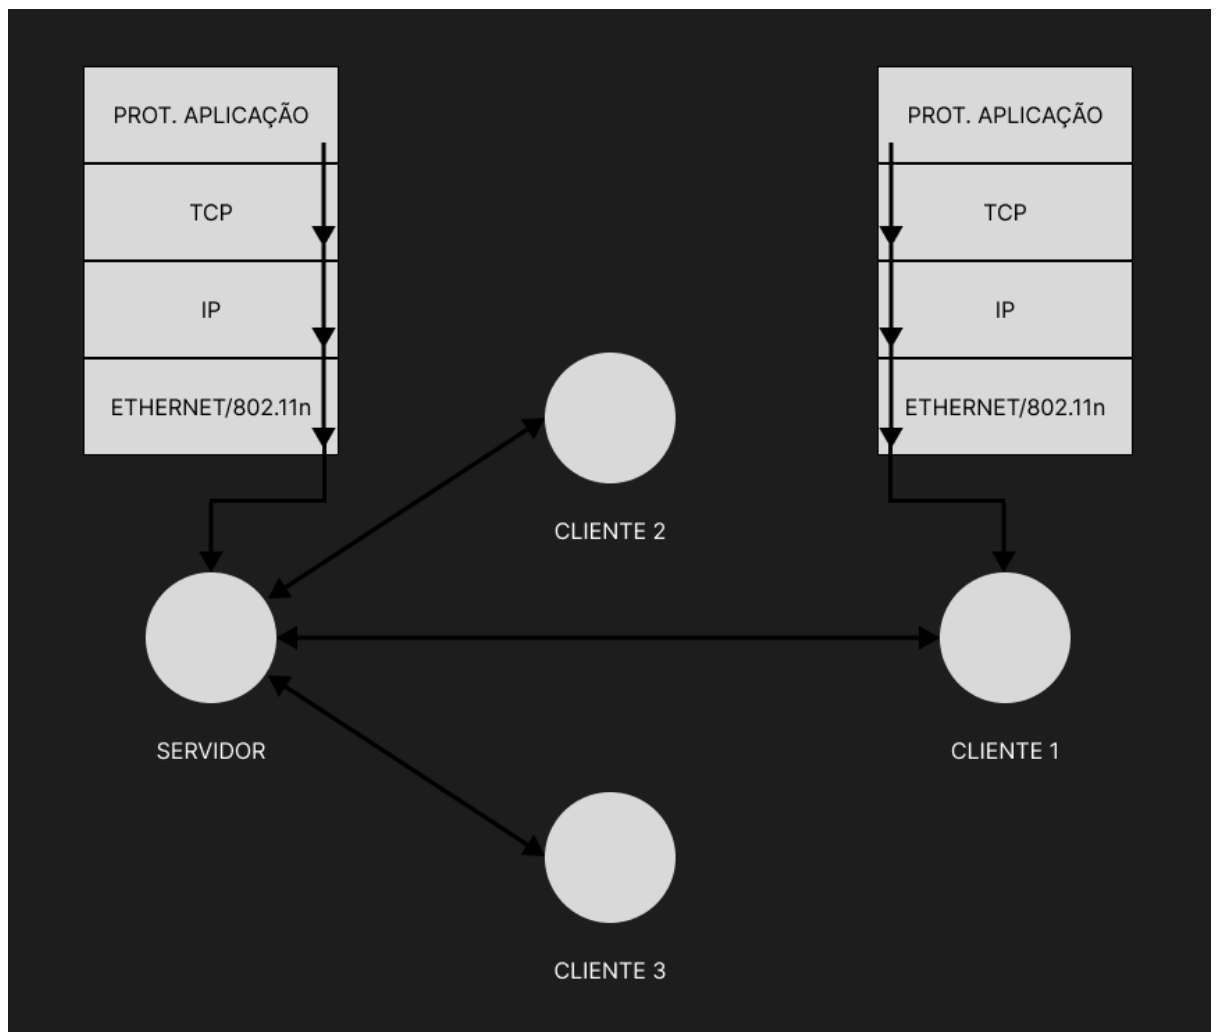 PROT. APLICAÇÃO
TCP
IP
ETHERNET/802.11n
PROT. APLICAÇÃO
TCP
IP
ETHERNET/802.11n
CLIENTE 2
SERVIDOR
CLIENTE 1
CLIENTE 3